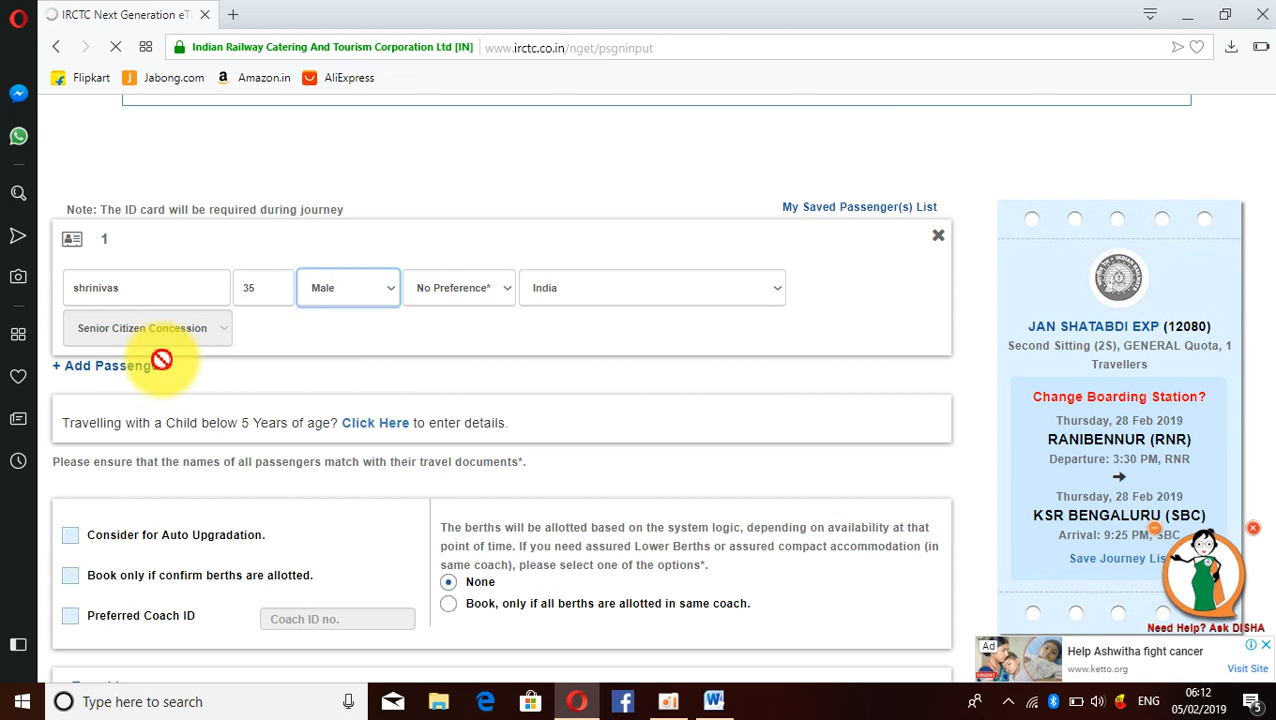 IRCTC Next Generation eT
Indian Railway Catering And Tourism Corporation Ltd [IN]
www.irctc.co.in/nget/psgninput
Flipkart
Jabong.com
Amazon.in
AliExpress
Note: The ID card will be required during journey
My Saved Passenger(s) List
1
shrinivas
35
Male
No Preference*
India
Senior Citizen Concession
+ Add Passeng
Travelling with a Child below 5 Years of age? Click Here to enter details.
Please ensure that the names of all passengers match with their travel documents*.
Consider for Auto Upgradation.
Book only if confirm berths are allotted.
Preferred Coach ID
Coach ID no.
The berths will be allotted based on the system logic, depending on availability at that
point of time. If you need assured Lower Berths or assured compact accommodation (in
same coach), please select one of the options*.
None
Book, only if all berths are allotted in same coach.
JAN SHATABDI EXP (12080)
Second Sitting (2S), GENERAL Quota, 1
Travellers
Change Boarding Station?
Thursday, 28 Feb 2019
RANIBENNUR (RNR)
Departure: 3:30 PM, RNR
Thursday, 28 Feb 2019
KSR BENGALURU (SBC)
Arrival: 9:25 PM, SBC
Save Journey Lis
Need Help? Ask DISHA
Ad
Help Ashwitha fight cancer
www.ketto.org
Visit Site
URGENT
Type here to search
ENG
06:12
05/02/2019
5